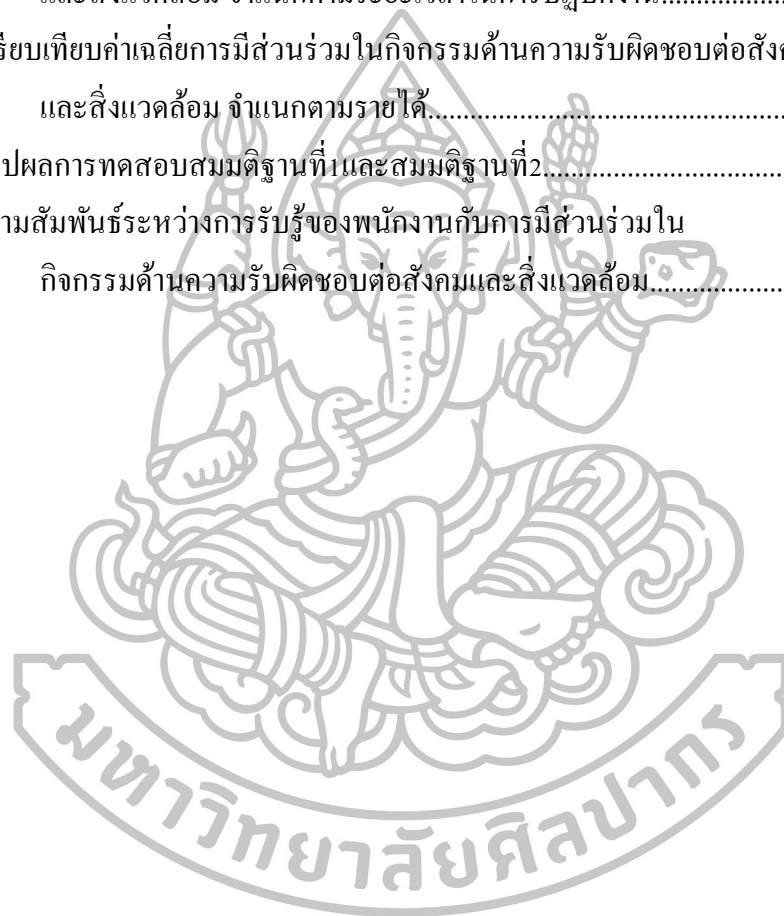 และสิ่งแวดล้อม จำแนกตามระยะเวลาในการปฏิบัติงาน................
รียบเทียบค่าเฉลี่ยการมีส่วนร่วมในกิจกรรมด้านความรับผิดชอบต่อสังค
และสิ่งแวดล้อม จำแนกตามรายได้..................................................
ปผลการทดสอบสมมติฐานที่1และสมมติฐานที่2..................................
ามสัมพันธ์ระหว่างการรับรู้ของพนักงานกับการมีส่วนร่วมใน
กิจกรรมด้านความรับผิดชอบต่อสังคมและสิ่งแวดล้อม...................
มหาวิทยาลัยศิลปากร